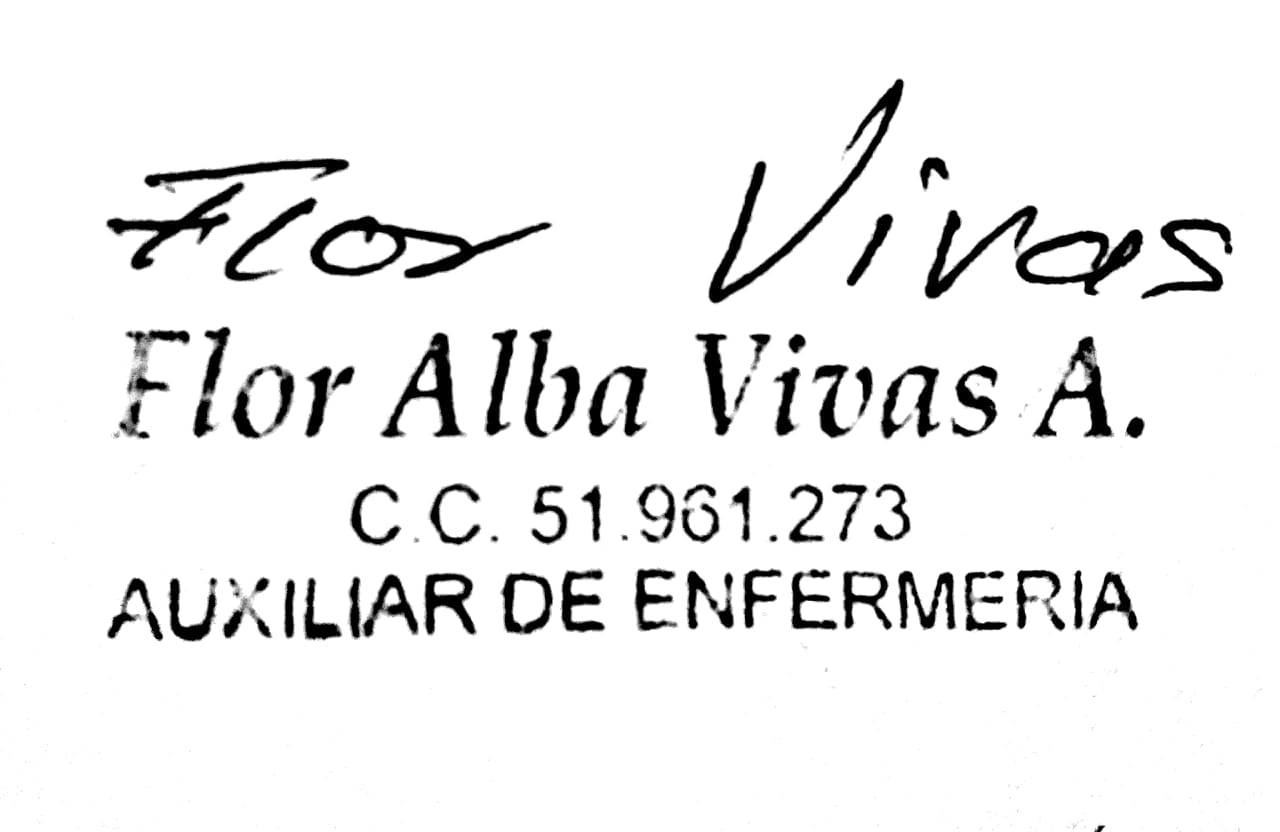 Flor Vivas
Flor Alba Vivas A.
C.C. 51.961.273
AUXILIAR DE ENFERMERIA